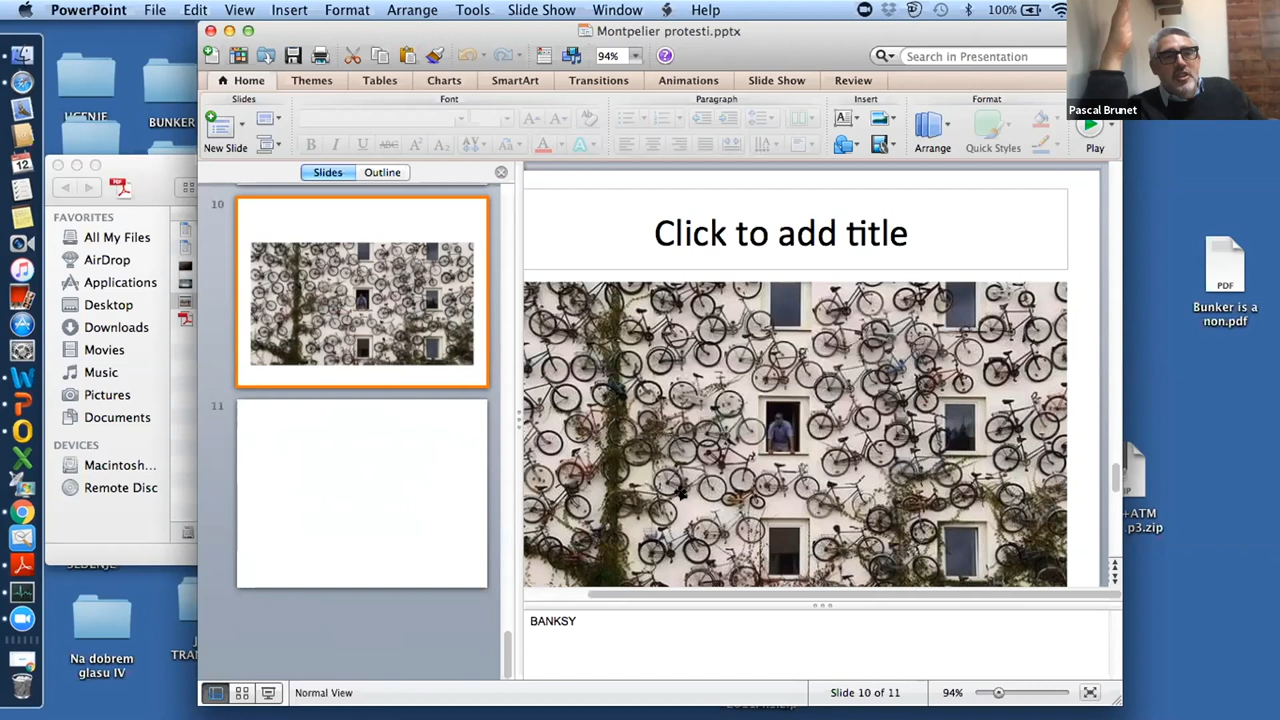 PowerPoint File Edit View Insert Format Arrange Tools Slide Show Window Help 100%
Montpelier protesti.pptx
94%
Search in Presentation
Home Themes Tables Charts SmartArt Transitions Animations Slide Show Review
Slides Font Paragraph Insert Format
New Slide
Arrange
Quick Styles
Play
Pascal Brunet
BUNKER
Slides Outline
FAVORITES
All My Files
AirDrop
Applications
Desktop
Downloads
Movies
Music
Pictures
Documents
DEVICES
Macintosh...
Remote Disc
10
11
Click to add title
BANKSY
Normal View
Slide 10 of 11
94%
PDF
Bunker is a
non.pdf
+ATM
.p3.zip
Na dobrem
glasu IV